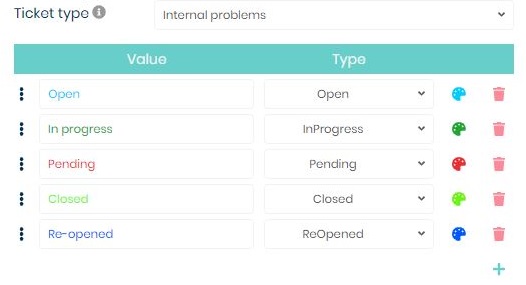 Ticket type Internal problems
Value Type
Open Open
In progress InProgress
Pending Pending
Closed Closed
Re-opened ReOpened